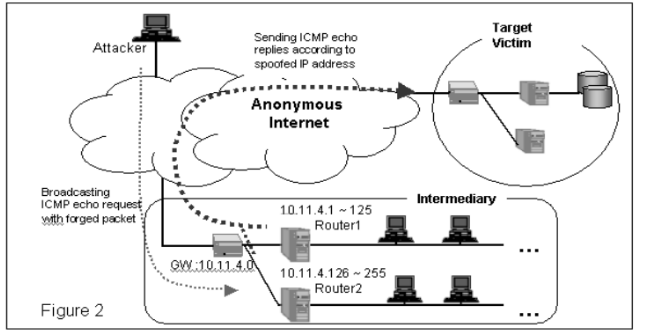 Attacker
Sending ICMP echo
replies according to
spoofed IP address
Target
Victim
Anonymous
Internet
Broadcasting
ICMP echo request
with forged packet
Intermediary
10.11.4.1 ~ 125
Router1
...
GW :10.11.4.0
10.11.4.126 ~ 255
Router2
...
Figure 2